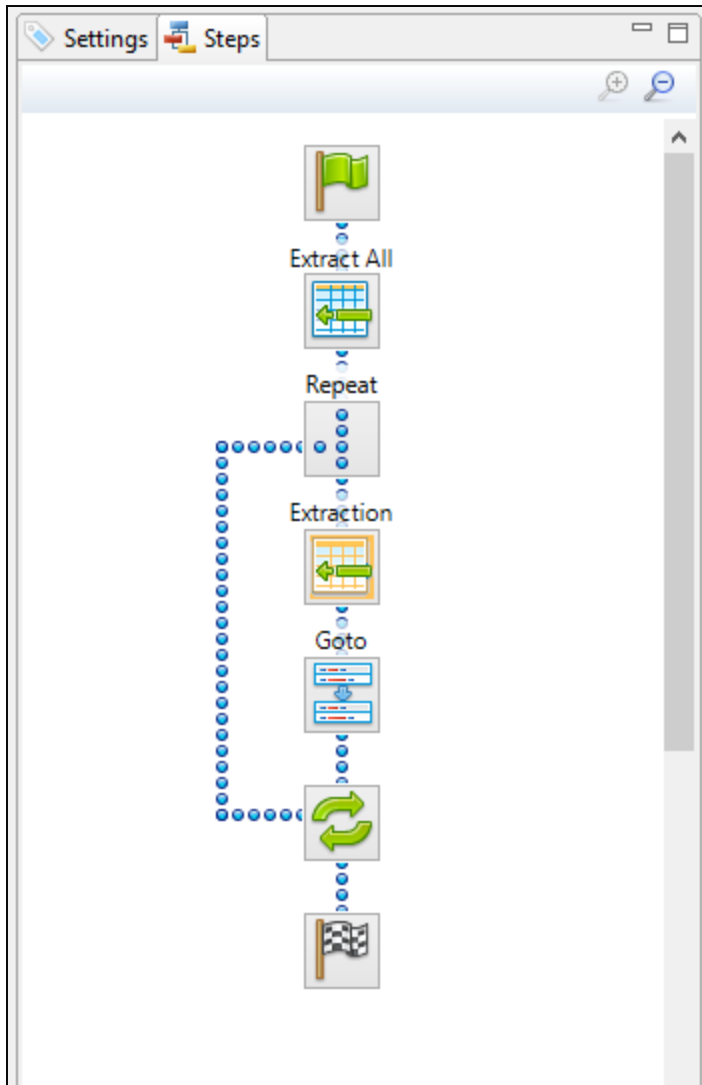 Settings Steps
Extract All
Repeat
Extraction
Goto